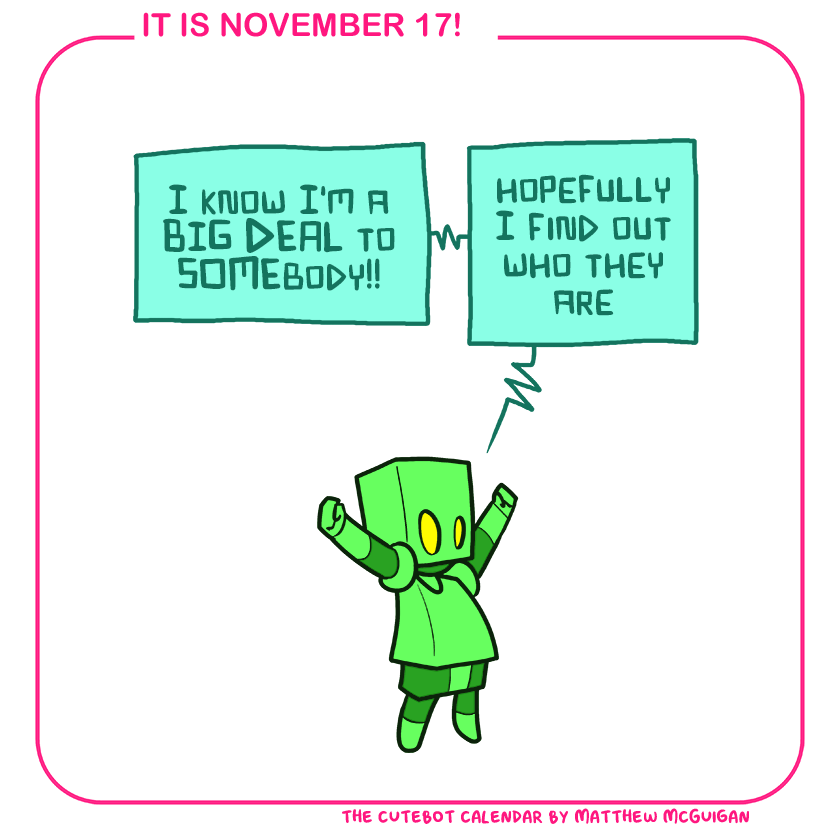 IT IS NOVEMBER 17!
I KNOW I'M A
BIG DEAL TO
SOMEBODY!!
HOPEFULLY
I FIND OUT
WHO THEY
ARE
THE CUTEBOT CALENDAR BY MATTHEW MCGUIGAN